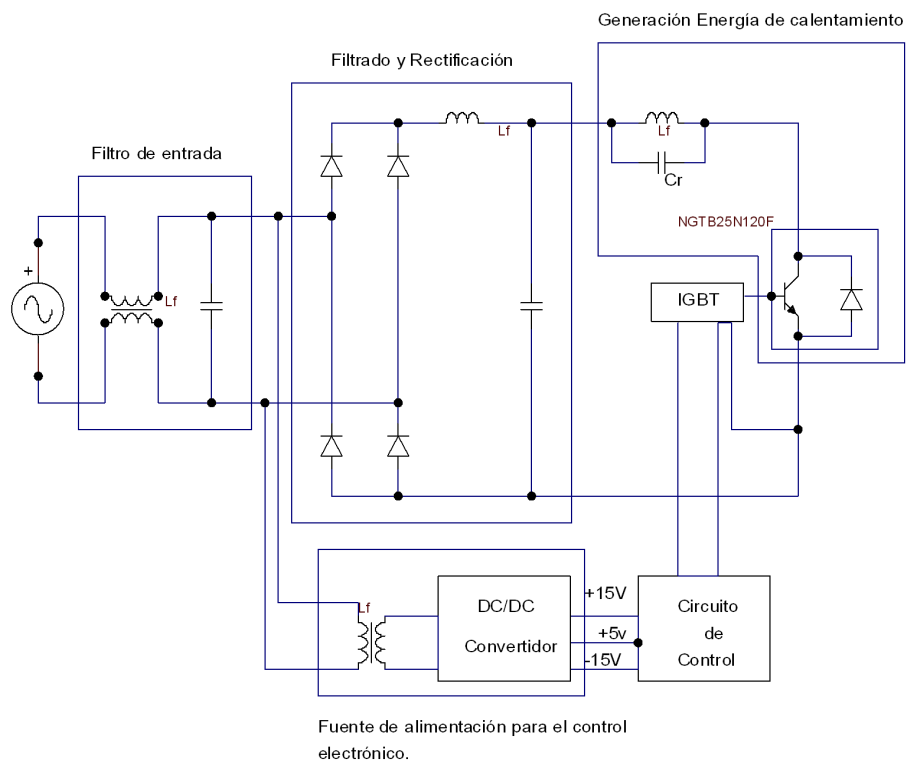 Generación Energía de calentamiento
Filtrado y Rectificación
Filtro de entrada
Lf
Lf
Cr
NGTB25N120F
+
Lf
IGBT
+15V
Lf
DC/DC
Convertidor
+5v
-15V
Circuito
de
Control
Fuente de alimentación para el control
electrónico.